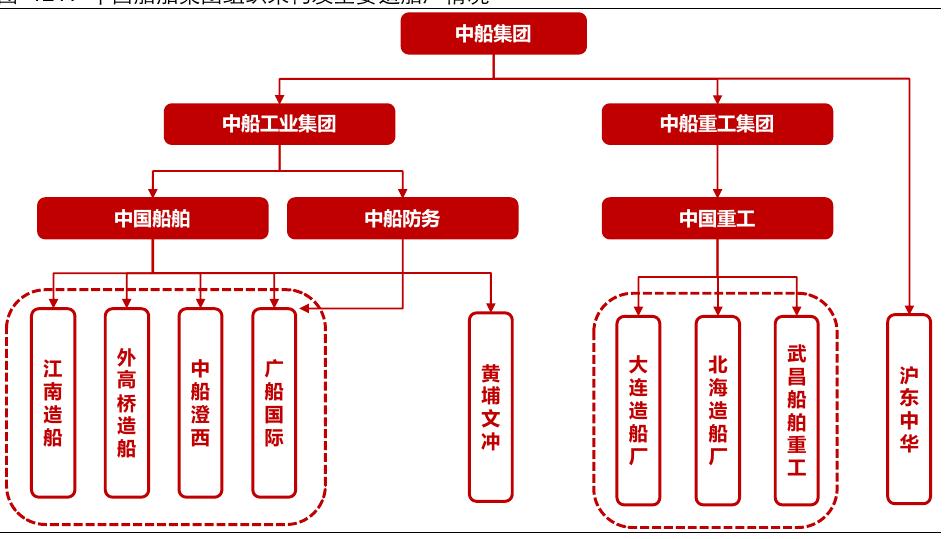 中船集团
中船工业集团
中船重工集团
中国船舶
中船防务
中国重工
江南造船
外高桥造船
中船澄西
广船国际
黄埔文冲
大连造船厂
北海造船厂
武昌船舶重工
沪东中华